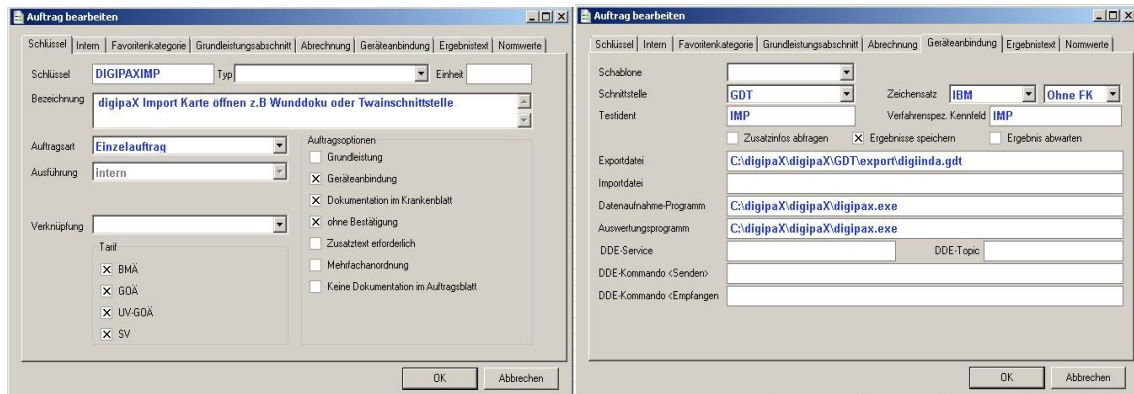 Auftrag bearbeiten
Schlüssel Intern Favoritenkategorie Grundleistungsabschnitt Abrechnung Geräteanbindung Ergebnistext Normwerte
Schlüssel DIGIPAXIMP Typ Einheit
Bezeichnung digipaX Import Karte öffnen z.B Wunddoku oder Twainschnittstelle
Auftragsart Einzelauftrag
Ausführung intern
Verknüpfung
Tarif
BMÄ
GOÄ
UV-GOÄ
SV
Auftragsoptionen
Grundleistung
Geräteanbindung
Dokumentation im Krankenblatt
ohne Bestätigung
Zusatztext erforderlich
Mehrfachanordnung
Keine Dokumentation im Auftragsblatt
OK Abbrechen
Auftrag bearbeiten
Schlüssel Intern Favoritenkategorie Grundleistungsabschnitt Abrechnung Geräteanbindung Ergebnistext Normwerte
Schablone
Schnittstelle GDT Zeichensatz IBM Ohne FK
Testident IMP Verfahrenspez. Kennfeld IMP
Zusatzinfos abfragen Ergebnisse speichern Ergebnis abwarten
Exportdatei C:\digipaX\digipaX\GDT\export\digiinda.gdt
Importdatei
Datenaufnahme-Programm C:\digipaX\digipaX\digipax.exe
Auswertungsprogramm C:\digipaX\digipaX\digipax.exe
DDE-Service DDE-Topic
DDE-Kommando <Senden>
DDE-Kommando <Empfangen
OK Abbrechen